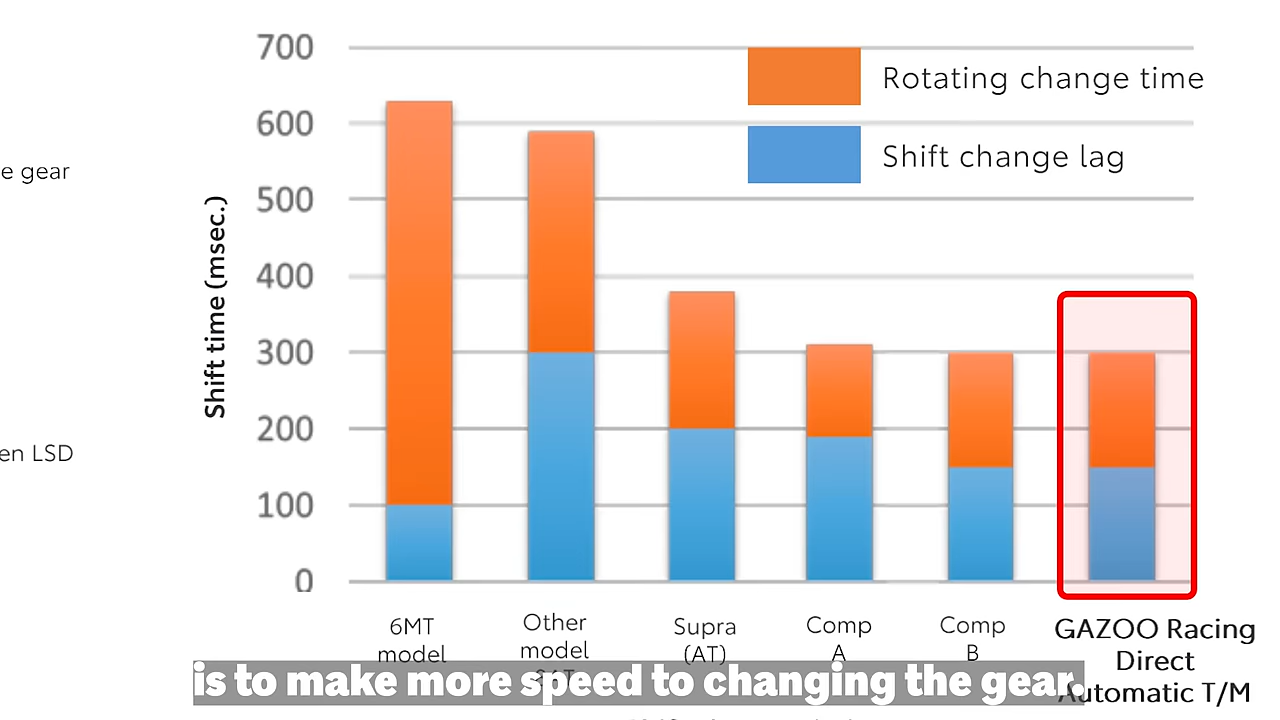 700
600
500
400
300
200
100
0
Shift time (msec.)
Rotating change time
Shift change lag
e gear
en LSD
6MT
model
Other
model
Supra
(AT)
Comp
A
Comp
B
GAZOO Racing
Direct
Automatic T/M
is to make more speed to changing the gear.